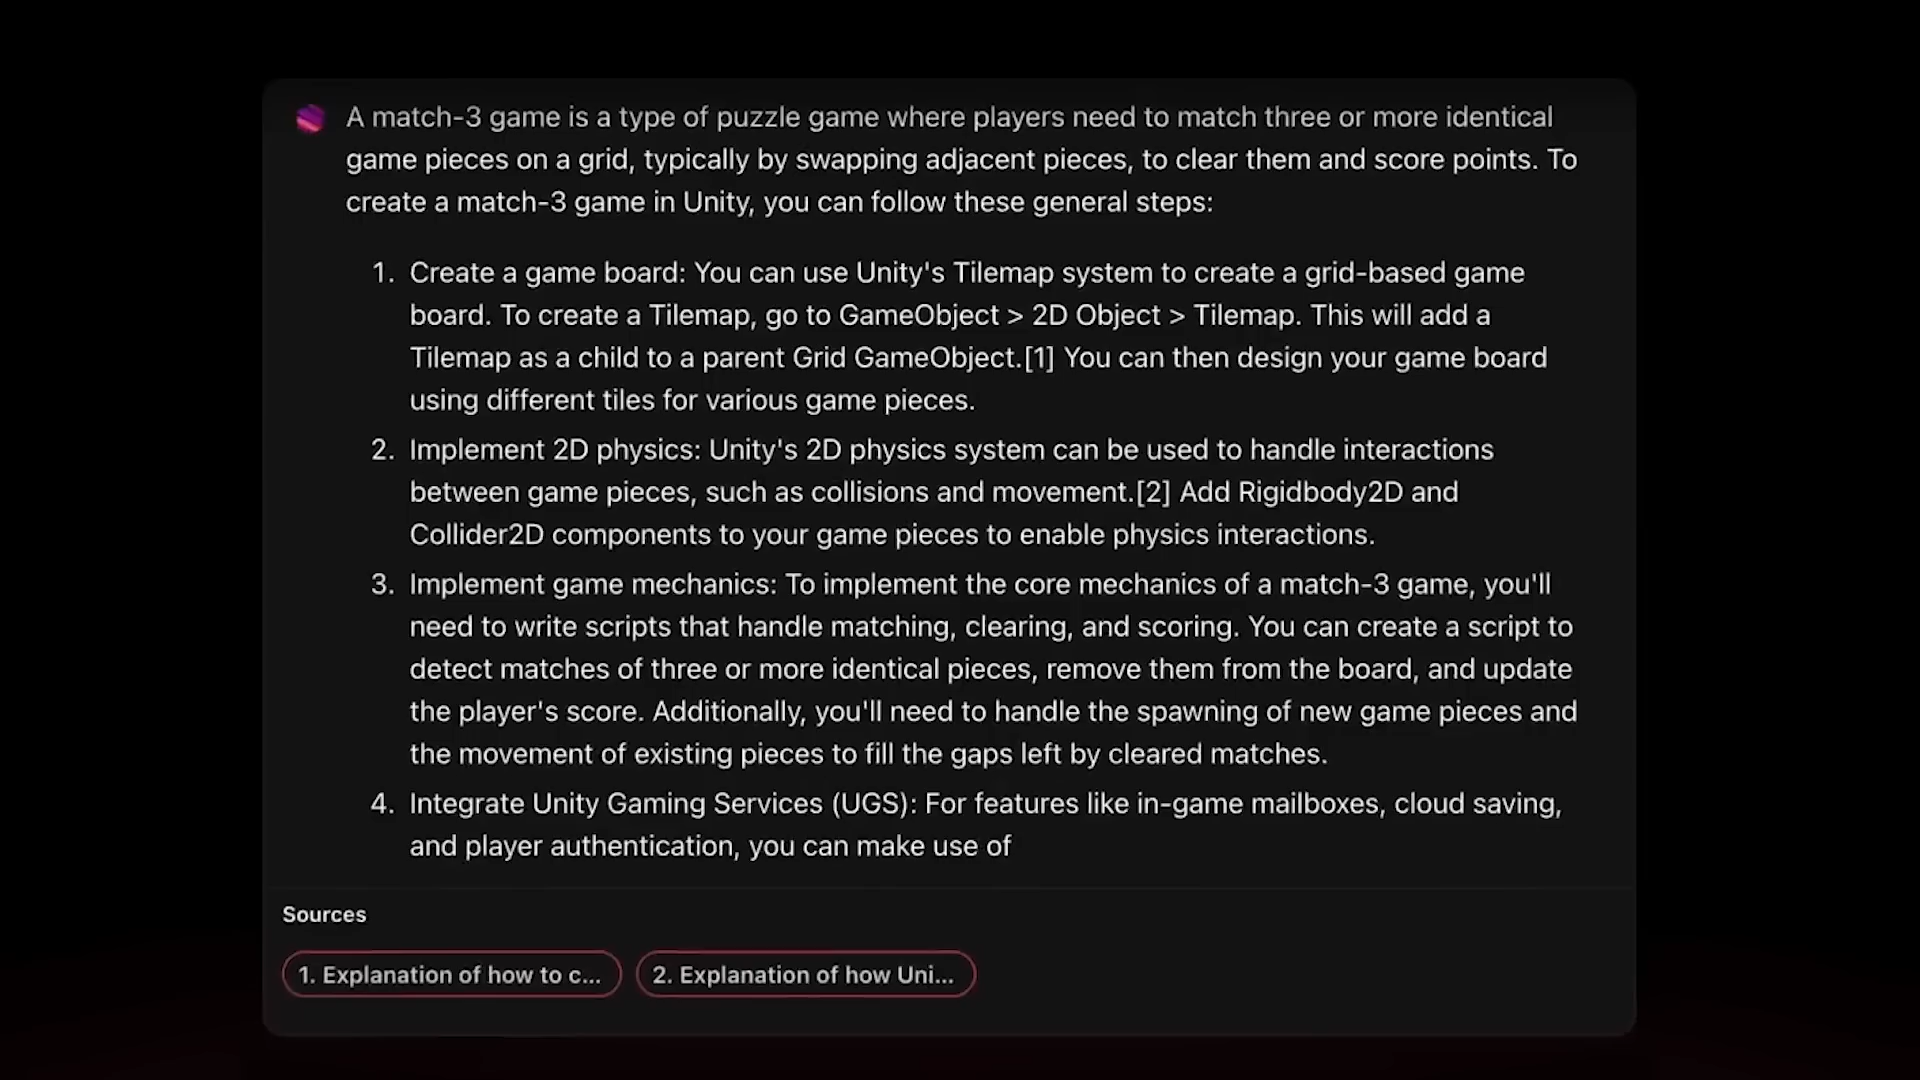 A match-3 game is a type of puzzle game where players need to match three or more identical
game pieces on a grid, typically by swapping adjacent pieces, to clear them and score points. To
create a match-3 game in Unity, you can follow these general steps:
1. Create a game board: You can use Unity's Tilemap system to create a grid-based game
board. To create a Tilemap, go to GameObject > 2D Object > Tilemap. This will add a
Tilemap as a child to a parent Grid GameObject.[1] You can then design your game board
using different tiles for various game pieces.
2. Implement 2D physics: Unity's 2D physics system can be used to handle interactions
between game pieces, such as collisions and movement.[2] Add Rigidbody2D and
Collider2D components to your game pieces to enable physics interactions.
3. Implement game mechanics: To implement the core mechanics of a match-3 game, you'll
need to write scripts that handle matching, clearing, and scoring. You can create a script to
detect matches of three or more identical pieces, remove them from the board, and update
the player's score. Additionally, you'll need to handle the spawning of new game pieces and
the movement of existing pieces to fill the gaps left by cleared matches.
4. Integrate Unity Gaming Services (UGS): For features like in-game mailboxes, cloud saving,
and player authentication, you can make use of
Sources
1. Explanation of how to c... 2. Explanation of how Uni...